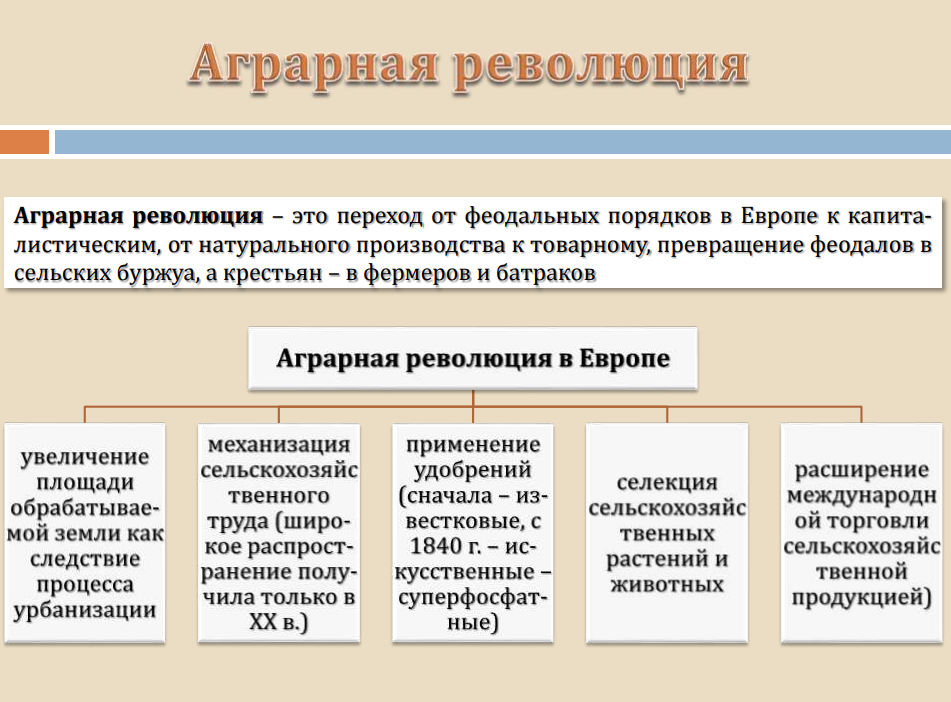 Аграрная революция
Аграрная революция – это переход от феодальных порядков в Европе к капита-
листическим, от натурального производства к товарному, превращение феодалов в
сельских буржуа, а крестьян – в фермеров и батраков
Аграрная революция в Европе
увеличение
площади
обрабатывае-
мой земли как
следствие
процесса
урбанизации
механизация
сельскохозяйс
твенного
труда (широ-
кое распрост-
ранение полу-
чила только в
XX в.)
применение
удобрений
(сначала – из-
вестковые, с
1840 г. – ис-
кусственные –
суперфосфат-
ные)
селекция
сельскохозяйс
твенных
растений и
животных
расширение
международн
ой торговли
сельскохозяйс
твенной
продукцией)